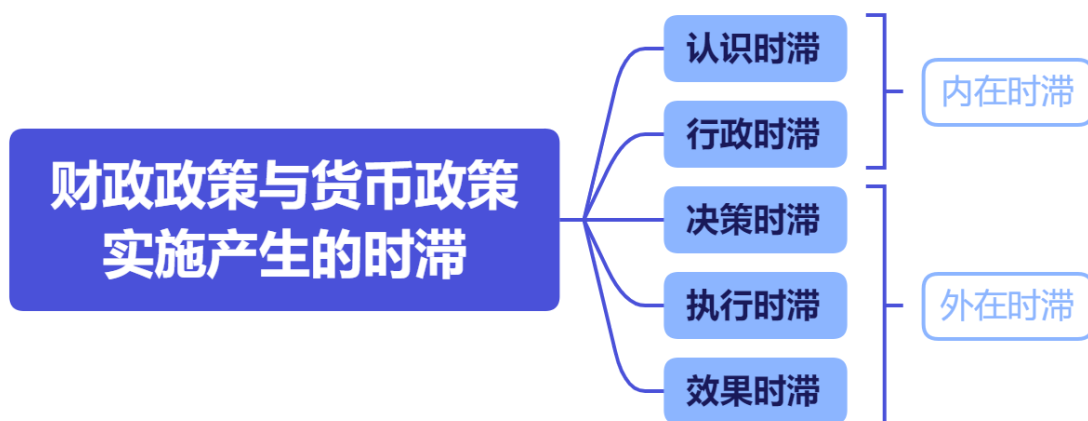 财政政策与货币政策
实施产生的时滞
认识时滞
行政时滞
决策时滞
执行时滞
效果时滞
内在时滞
外在时滞